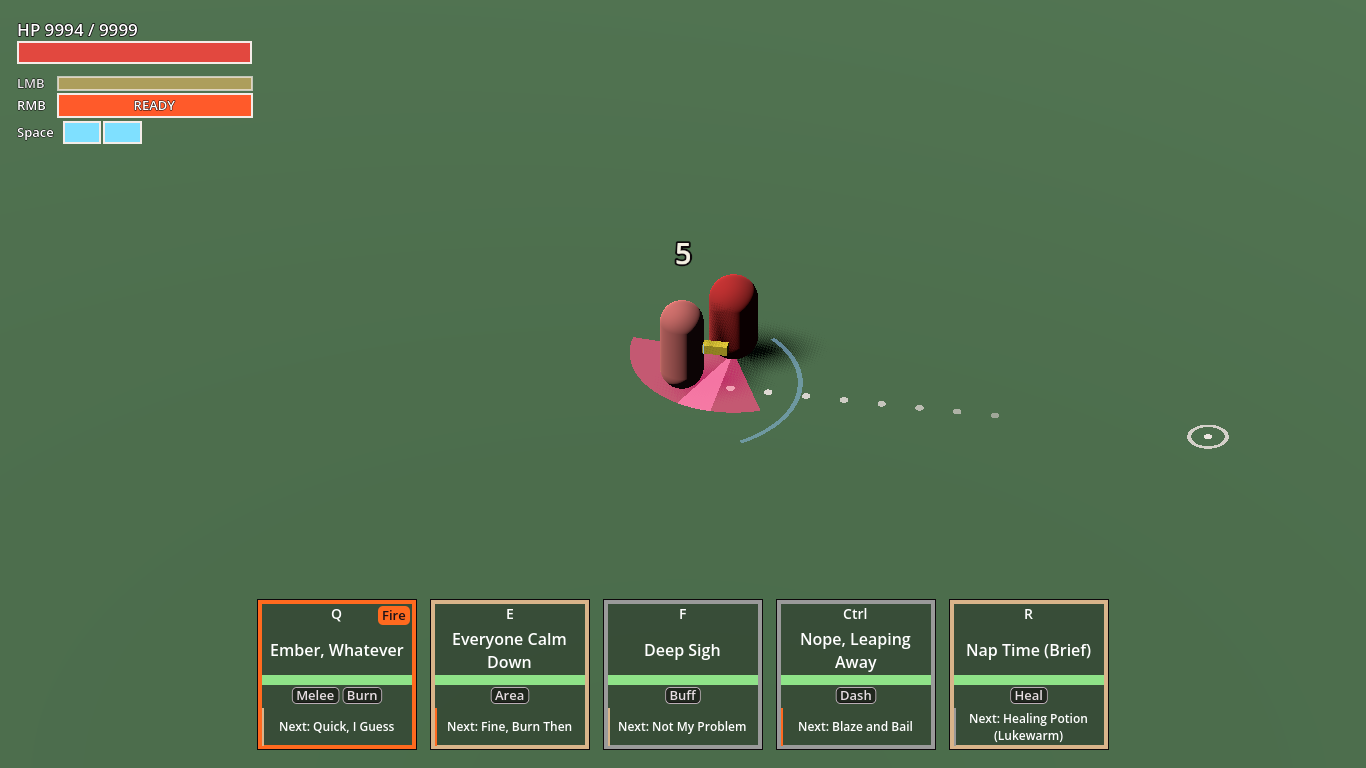 HP 9994 / 9999
LMB
RMB READY
Space
5
Q Fire
Ember, Whatever
Melee Burn
Next: Quick, I Guess
E
Everyone Calm
Down
Area
Next: Fine, Burn Then
F
Deep Sigh
Buff
Next: Not My Problem
Ctrl
Nope, Leaping
Away
Dash
Next: Blaze and Bail
R
Nap Time (Brief)
Heal
Next: Healing Potion
(Lukewarm)